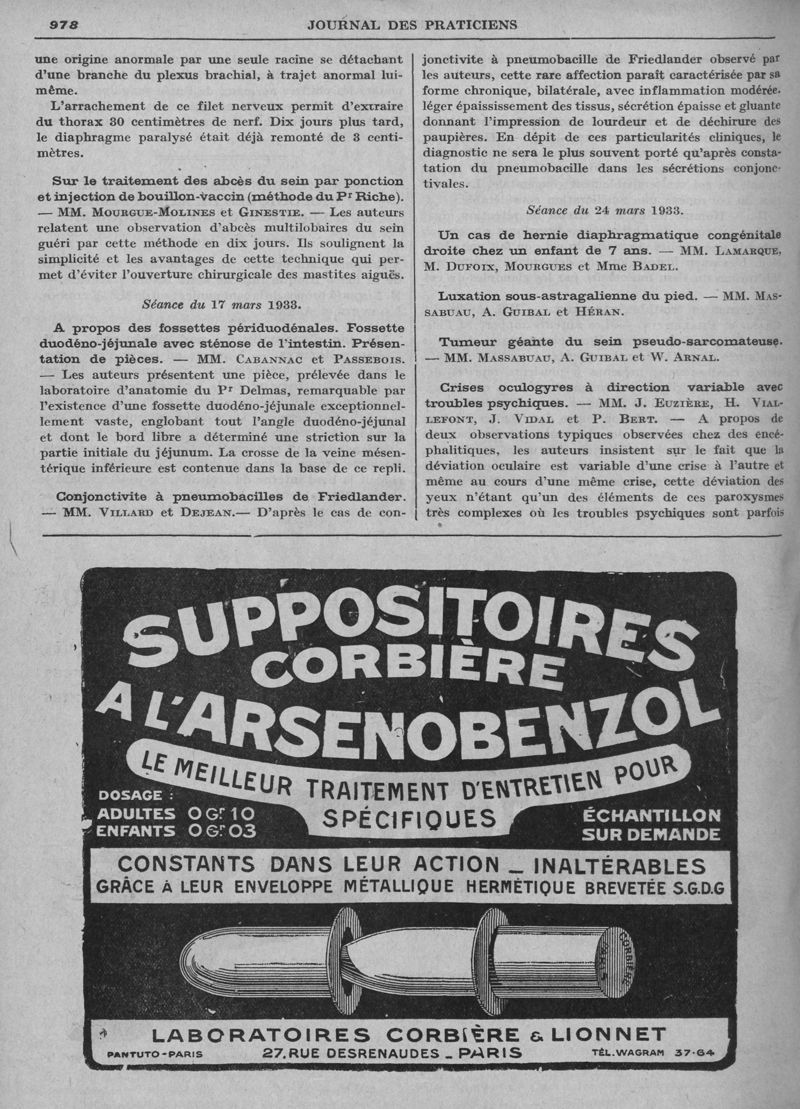 978
JOURNAL DES PRATICIENS
une origine anormale par une seule racine se détachant
d'une branche du plexus brachial, à trajet anormal lui-
même.
L'arrachement de ce filet nerveux permit d'extraire
du thorax 30 centimètres de nerf. Dix jours plus tard,
le diaphragme paralysé était déjà remonté de 3 centi-
mètres.
Sur le traitement des abcès du sein par ponction
et injection de bouillon-vaccin (méthode du Pr Riche).
— MM. MOURGUE-MOLINES et GINESTIE. — Les auteurs
relatent une observation d'abcès multilobaires du sein
guéri par cette méthode en dix jours. Ils soulignent la
simplicité et les avantages de cette technique qui per-
met d'éviter l'ouverture chirurgicale des mastites aiguës.
Séance du 17 mars 1933.
A propos des fossettes périduodénales. Fossette
duodéno-jéjunale avec sténose de l'intestin. Présen-
tation de pièces. — MM. CABANNAC et PASSEBOIS.
— Les auteurs présentent une pièce, prélevée dans le
laboratoire d'anatomie du Pr Delmas, remarquable par
l'existence d'une fossette duodéno-jéjunale exceptionnel-
lement vaste, englobant tout l'angle duodéno-jéjunal
et dont le bord libre a déterminé une striction sur la
partie initiale du jéjunum. La crosse de la veine mésen-
térique inférieure est contenue dans la base de ce repli.
Conjonctivite à pneumobacilles de Friedlander.
— MM. VILLARD et DEJEAN.— D'après le cas de con-
jonctivite à pneumobacille de Friedlander observé par
les auteurs, cette rare affection paraît caractérisée par sa
forme chronique, bilatérale, avec inflammation modérée.
léger épaississement des tissus, sécrétion épaisse et gluante
donnant l'impression de lourdeur et de déchirure des
paupières. En dépit de ces particularités cliniques, le
diagnostic ne sera le plus souvent porté qu'après consta-
tation du pneumobacille dans les sécrétions conjonc-
tivales.
Séance du 24 mars 1933.
Un cas de hernie diaphragmatique congénitale
droite chez un enfant de 7 ans. — MM. LAMARQUE,
M. DUFOIX, MOURGUES et Mme BADEL.
Luxation sous-astragalienne du pied. — MM. MAS-
SABUAU, A. GUIBAL et HÉRAN.
Tumeur géante du sein pseudo-sarcomateuse.
— MM. MASSABUAU, A. GUIBAL et W. ARNAL.
Crises oculogyres à direction variable avec
troubles psychiques. — MM. J. EUZIÈRE, H. VIAL-
LEFONT, J. VIDAL et P. BERT. — A propos de
deux observations typiques observées chez des encé-
phalitiques, les auteurs insistent sur le fait que la
déviation oculaire est variable d'une crise à l'autre et
même au cours d'une même crise, cette déviation des
yeux n'étant qu'un des éléments de ces paroxysmes
très complexes où les troubles psychiques sont parfois
SUPPOSITOIRES
CORBIÈRE
A L'ARSENOBENZOL
LE MEILLEUR TRAITEMENT D'ENTRETIEN POUR
SPÉCIFIQUES
DOSAGE :
ADULTES 0 Gr 10
ENFANTS 0 Gr 03
ÉCHANTILLON
SUR DEMANDE
CONSTANTS DANS LEUR ACTION _ INALTÉRABLES
GRÂCE À LEUR ENVELOPPE MÉTALLIQUE HERMÉTIQUE BREVETÉE S.G.D.G
CORBIÈRE
LABORATOIRES CORBIÈRE & LIONNET
PANTUTO-PARIS
27, RUE DESRENAUDES _ PARIS
TÉL. WAGRAM 37-64